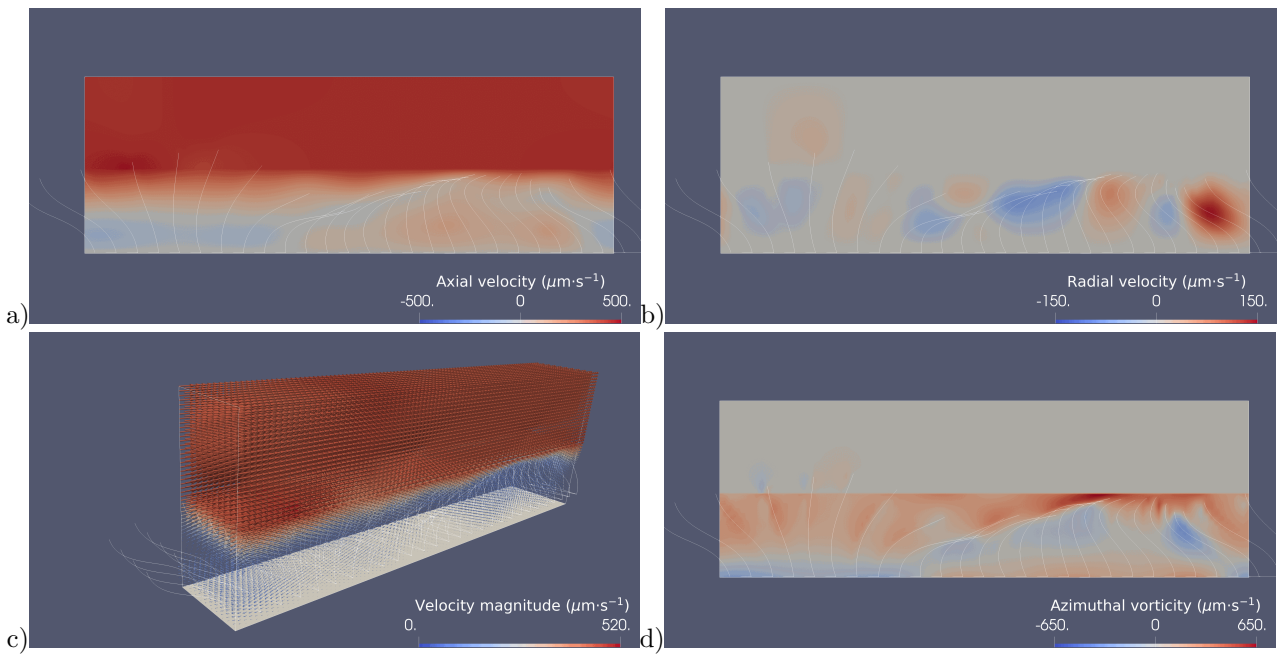 Axial velocity (μm·s⁻¹)
-500. 0 500.
a)
Radial velocity (μm·s⁻¹)
-150. 0 150.
b)
Velocity magnitude (μm·s⁻¹)
0. 520.
c)
Azimuthal vorticity (μm·s⁻¹)
-650. 0 650.
d)